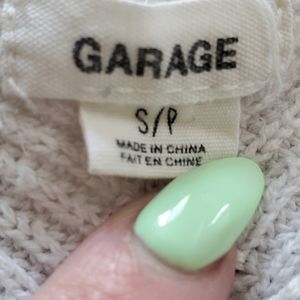 GARAGE
S/P
MADE IN CHINA
FAIT EN CHINE